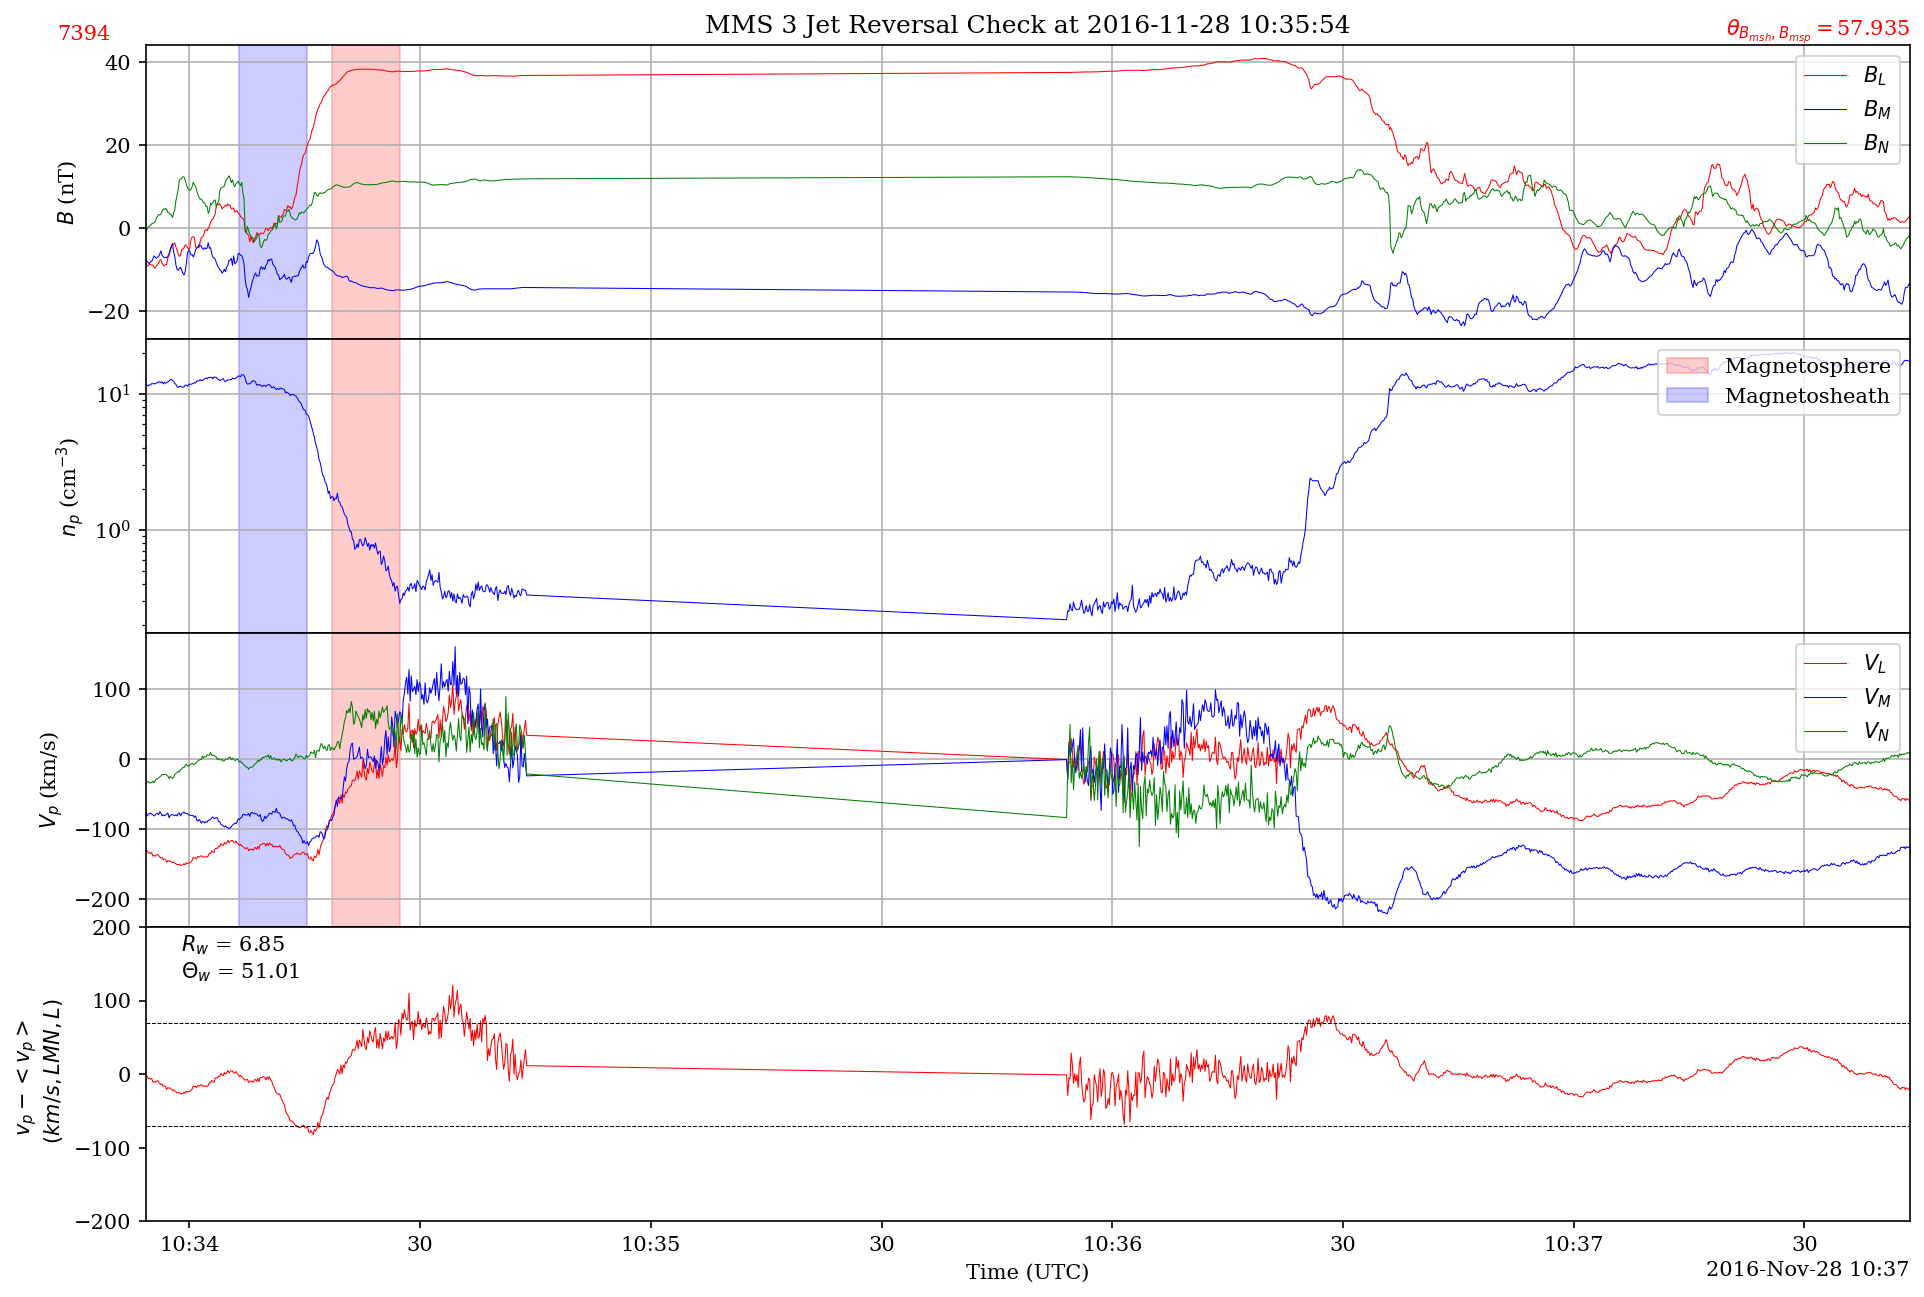 7394
MMS 3 Jet Reversal Check at 2016-11-28 10:35:54
θ_{B_{msh}, B_{msp}} = 57.935
40
20
0
−20
B (nT)
B_L
B_M
B_N
10^1
10^0
n_p (cm^{−3})
Magnetosphere
Magnetosheath
100
0
−100
−200
V_p (km/s)
V_L
V_M
V_N
200
100
0
−100
−200
v_p − < v_p >
(km/s, LMN, L)
R_w = 6.85
Θ_w = 51.01
10:34 30 10:35 30 10:36 30 10:37 30
Time (UTC)
2016-Nov-28 10:37